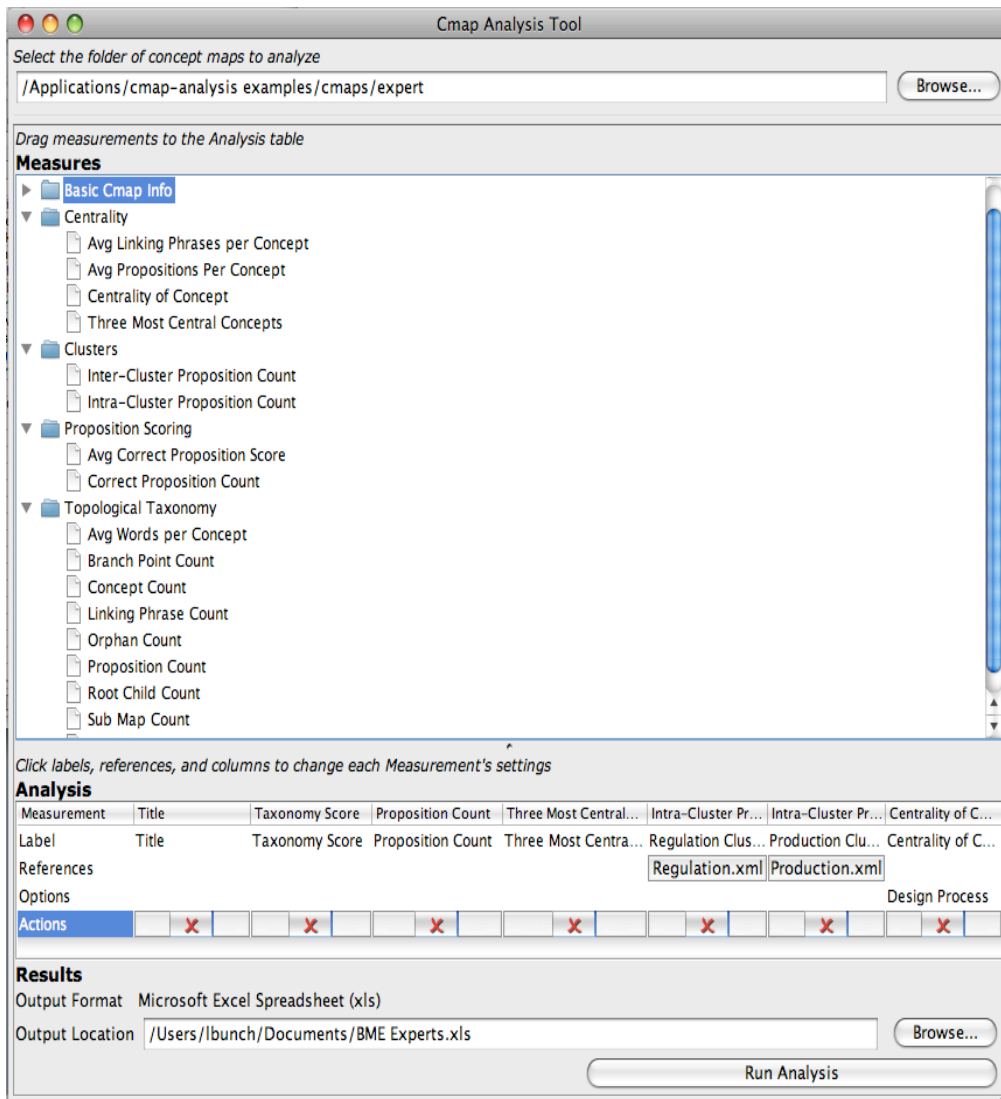 Cmap Analysis Tool
Select the folder of concept maps to analyze
/Applications/cmap-analysis examples/cmaps/expert Browse...
Drag measurements to the Analysis table
Measures
Basic Cmap Info
Centrality
Avg Linking Phrases per Concept
Avg Propositions Per Concept
Centrality of Concept
Three Most Central Concepts
Clusters
Inter-Cluster Proposition Count
Intra-Cluster Proposition Count
Proposition Scoring
Avg Correct Proposition Score
Correct Proposition Count
Topological Taxonomy
Avg Words per Concept
Branch Point Count
Concept Count
Linking Phrase Count
Orphan Count
Proposition Count
Root Child Count
Sub Map Count
Click labels, references, and columns to change each Measurement's settings
Analysis
Measurement Title Taxonomy Score Proposition Count Three Most Central... Intra-Cluster Pr... Intra-Cluster Pr... Centrality of C...
Label Title Taxonomy Score Proposition Count Three Most Centra... Regulation Clus... Production Clu... Centrality of C...
References Regulation.xml Production.xml
Options Design Process
Actions
Results
Output Format Microsoft Excel Spreadsheet (xls)
Output Location /Users/lbunch/Documents/BME Experts.xls Browse...
Run Analysis